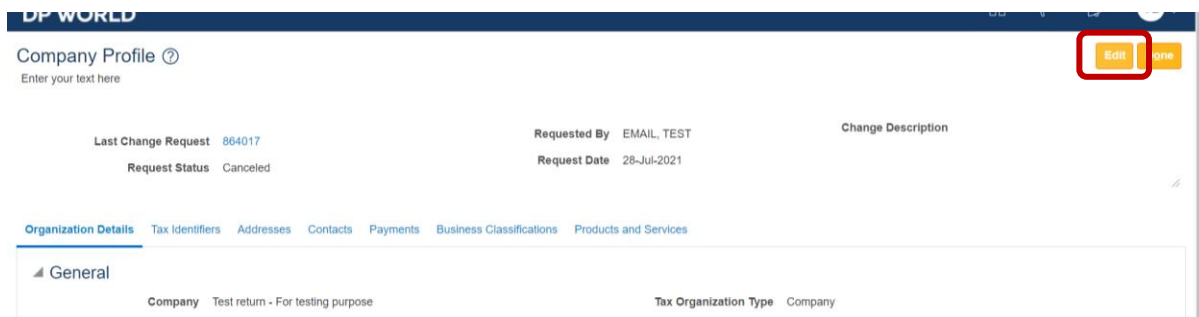 DP WORLD
Company Profile
Edit Done
Enter your text here
Last Change Request 864017
Requested By EMAIL, TEST
Change Description
Request Status Canceled
Request Date 28-Jul-2021
Organization Details Tax Identifiers Addresses Contacts Payments Business Classifications Products and Services
General
Company Test return - For testing purpose
Tax Organization Type Company